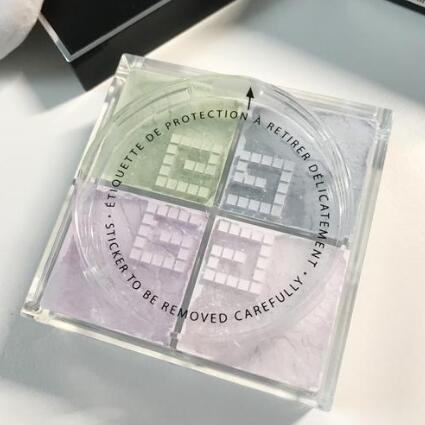 ÉTIQUETTE DE PROTECTION À RETIRER DÉLICATEMENT ·
STICKER TO BE REMOVED CAREFULLY ·